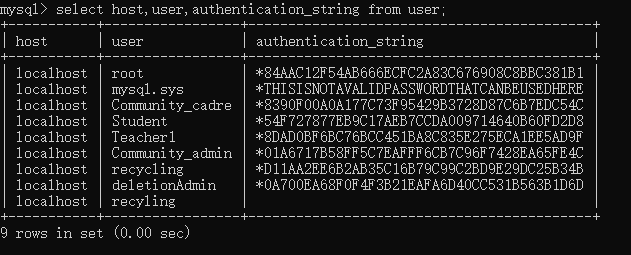 mysql> select host,user,authentication_string from user;
host user authentication_string
localhost root *84AAC12F54AB666ECFC2A83C676908C8BBC381B1
localhost mysql.sys *THISISNOTAVALIDPASSWORDTHATCANBEUSEDHERE
localhost Community_cadre *8390F00A0A177C73F95429B3728D87C6B7EDC54C
localhost Student *54F727877EB9C17AEB7CCDA009714640B60FD2D8
localhost Teacher1 *8DAD0BF6BC76BCC451BA8C835E275ECA1EE5AD9F
localhost Community_admin *01A6717B58FF5C7EAFFF6CB7C96F7428EA65FE4C
localhost recycling *D11AA2EE6B2AB35C16B79C99C2BD9E29DC25B34B
localhost deletionAdmin *0A700EA68F0F4F3B21EAFA6D40CC531B563B1D6D
localhost recyling
9 rows in set (0.00 sec)